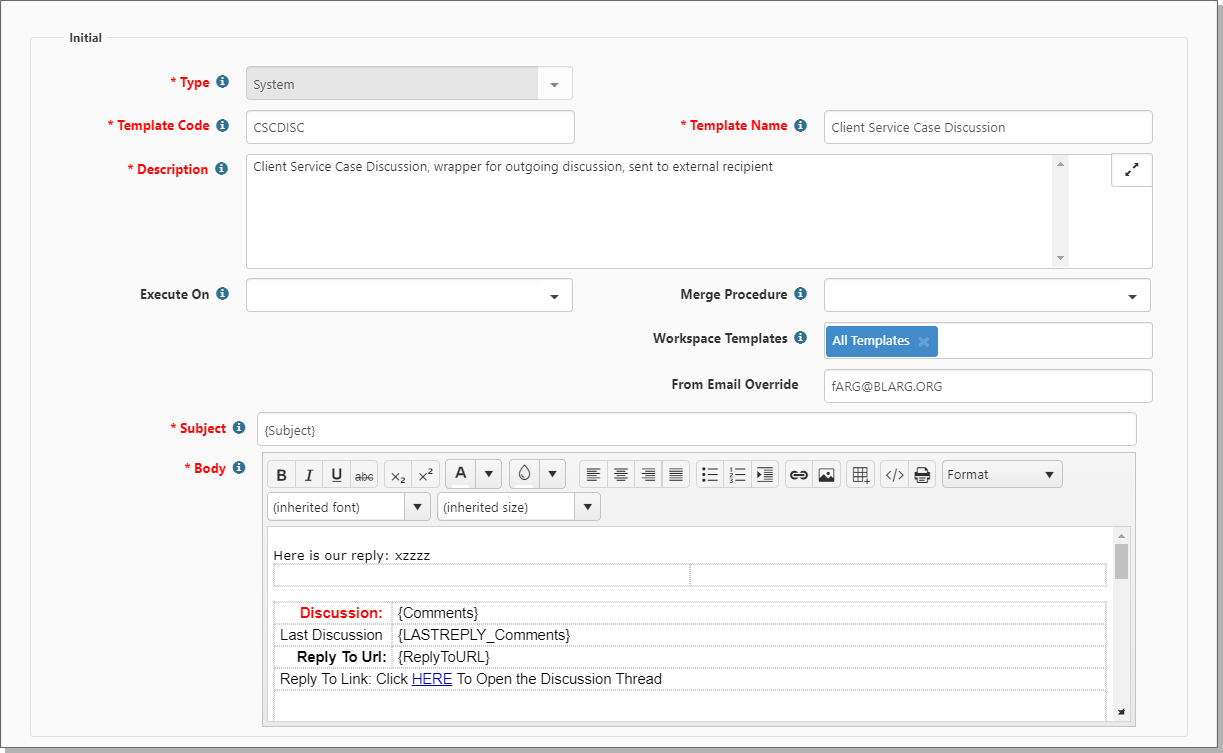 Initial
* Type
System
* Template Code
CSCDISC
* Template Name
Client Service Case Discussion
* Description
Client Service Case Discussion, wrapper for outgoing discussion, sent to external recipient
Execute On
Merge Procedure
Workspace Templates
All Templates
From Email Override
fARG@BLARG.ORG
* Subject
{Subject}
* Body
B I U abc x₂ x² A Format
(inherited font) (inherited size)
Here is our reply: xzzzz
Discussion: {Comments}
Last Discussion {LASTREPLY_Comments}
Reply To Url: {ReplyToURL}
Reply To Link: Click HERE To Open the Discussion Thread